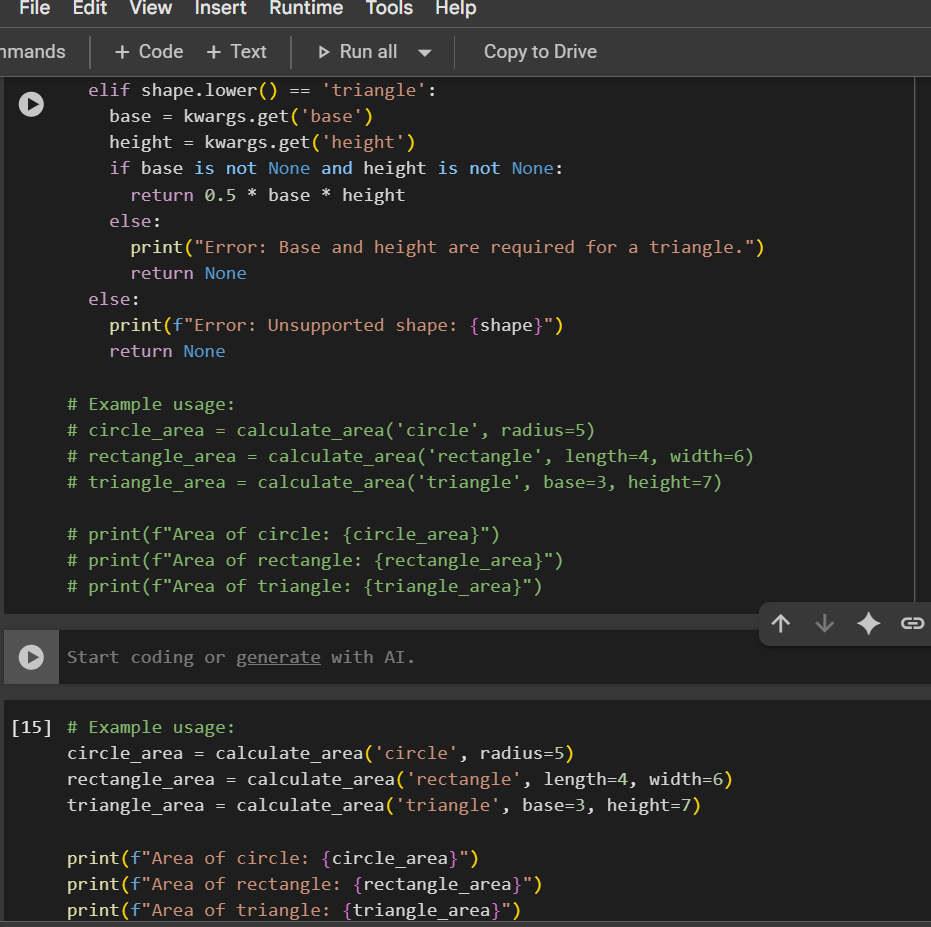 File Edit View Insert Runtime Tools Help
mmands + Code + Text Run all Copy to Drive
elif shape.lower() == 'triangle':
base = kwargs.get('base')
height = kwargs.get('height')
if base is not None and height is not None:
return 0.5 * base * height
else:
print("Error: Base and height are required for a triangle.")
return None
else:
print(f"Error: Unsupported shape: {shape}")
return None
# Example usage:
# circle_area = calculate_area('circle', radius=5)
# rectangle_area = calculate_area('rectangle', length=4, width=6)
# triangle_area = calculate_area('triangle', base=3, height=7)
# print(f"Area of circle: {circle_area}")
# print(f"Area of rectangle: {rectangle_area}")
# print(f"Area of triangle: {triangle_area}")
Start coding or generate with AI.
[15] # Example usage:
circle_area = calculate_area('circle', radius=5)
rectangle_area = calculate_area('rectangle', length=4, width=6)
triangle_area = calculate_area('triangle', base=3, height=7)
print(f"Area of circle: {circle_area}")
print(f"Area of rectangle: {rectangle_area}")
print(f"Area of triangle: {triangle_area}")